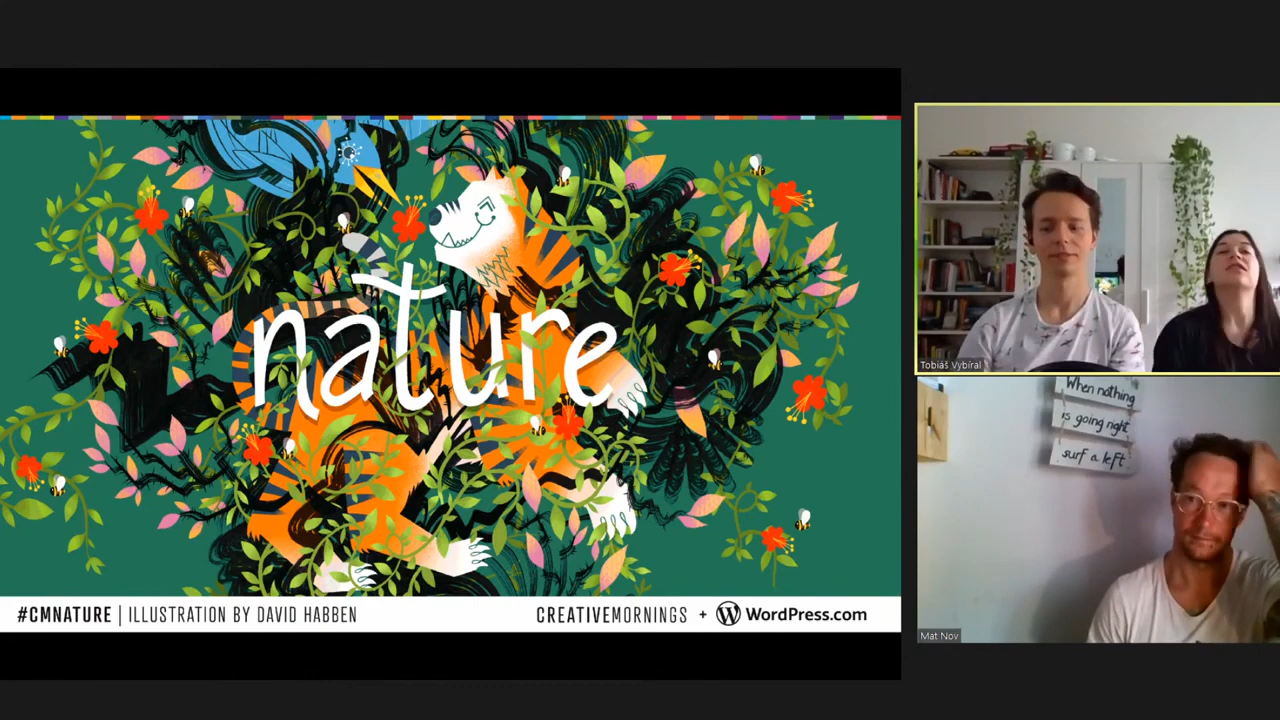 nature
#CMNATURE | ILLUSTRATION BY DAVID HABBEN
CREATIVEMORNINGS + WordPress.com
Tobiáš Vybíral
When nothing
is going right
surf a left
Mat Nov